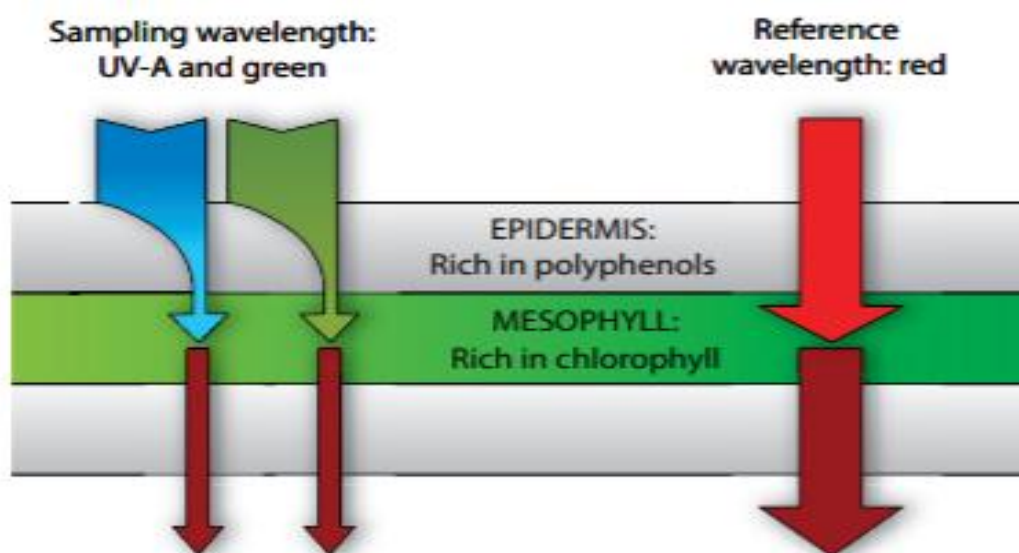 Sampling wavelength:
UV-A and green
Reference
wavelength: red
EPIDERMIS:
Rich in polyphenols
MESOPHYLL:
Rich in chlorophyll